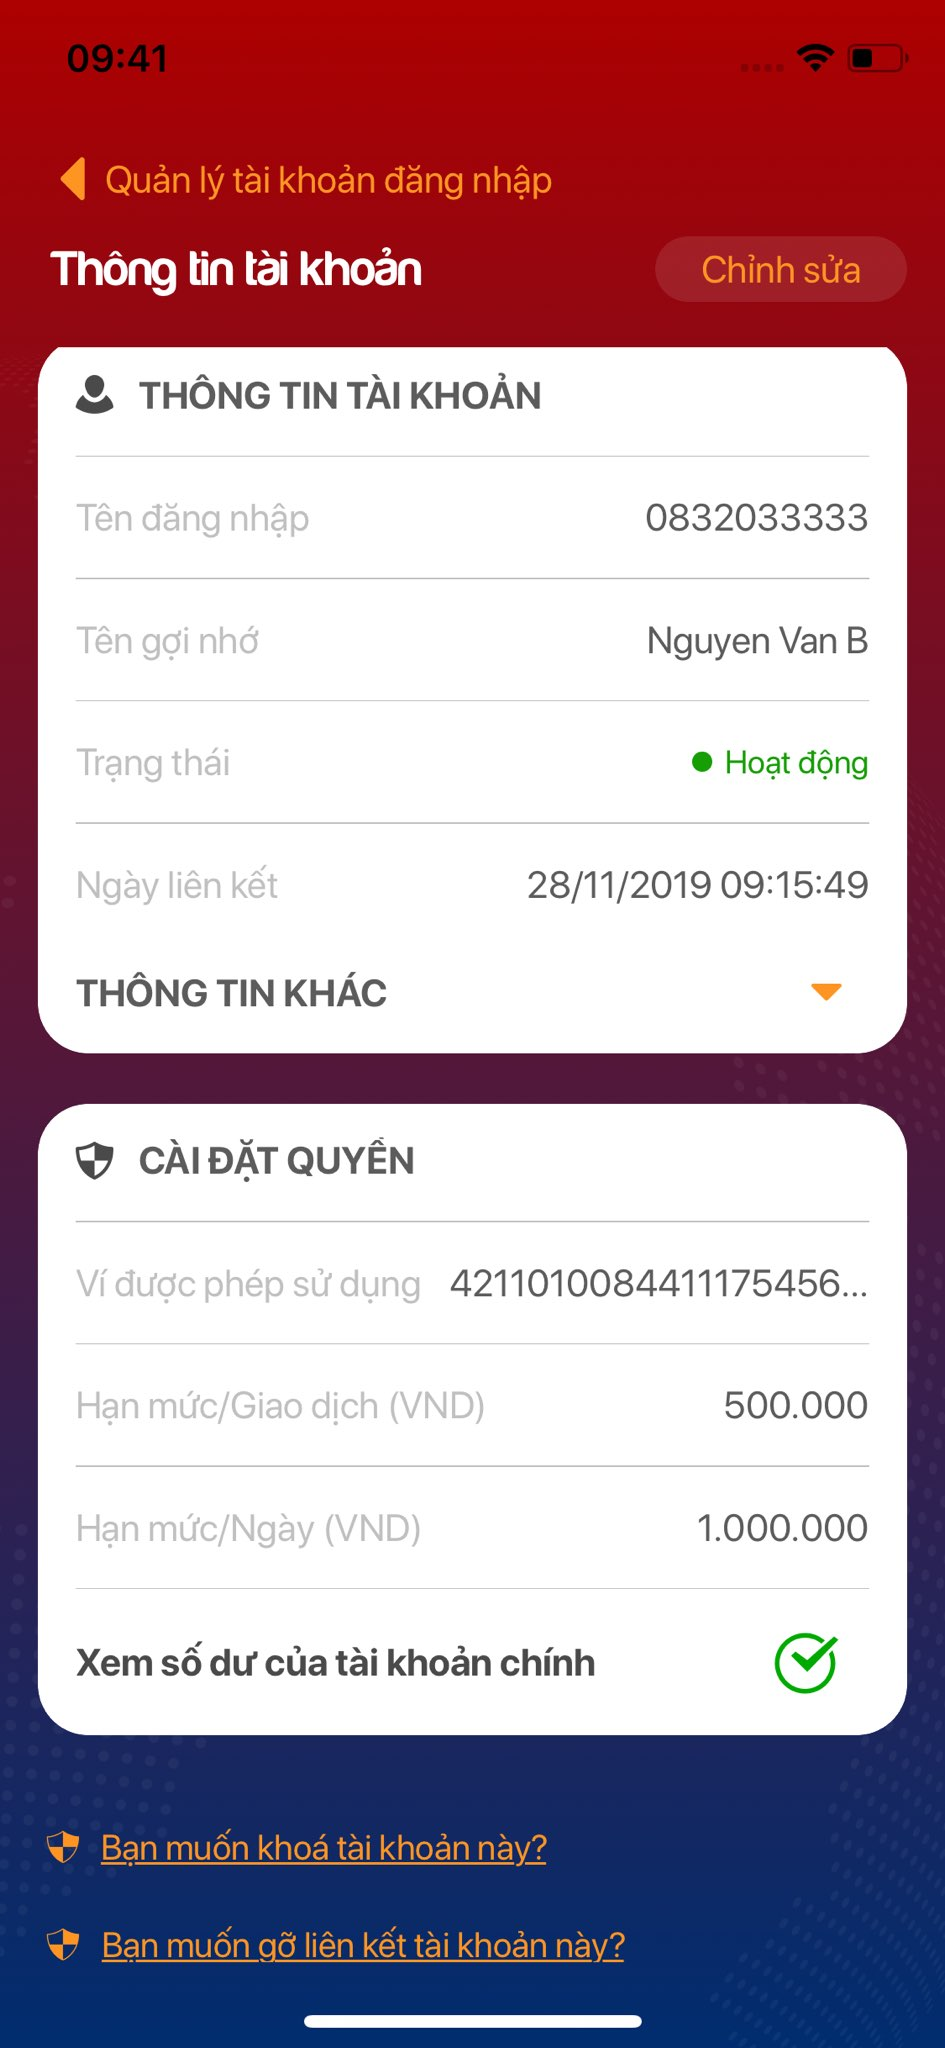 09:41
Quản lý tài khoản đăng nhập
Thông tin tài khoản
Chỉnh sửa
THÔNG TIN TÀI KHOẢN
Tên đăng nhập 0832033333
Tên gợi nhớ Nguyen Van B
Trạng thái Hoạt động
Ngày liên kết 28/11/2019 09:15:49
THÔNG TIN KHÁC
CÀI ĐẶT QUYỀN
Ví được phép sử dụng 4211010084411175456...
Hạn mức/Giao dịch (VND) 500.000
Hạn mức/Ngày (VND) 1.000.000
Xem số dư của tài khoản chính
Bạn muốn khoá tài khoản này?
Bạn muốn gỡ liên kết tài khoản này?